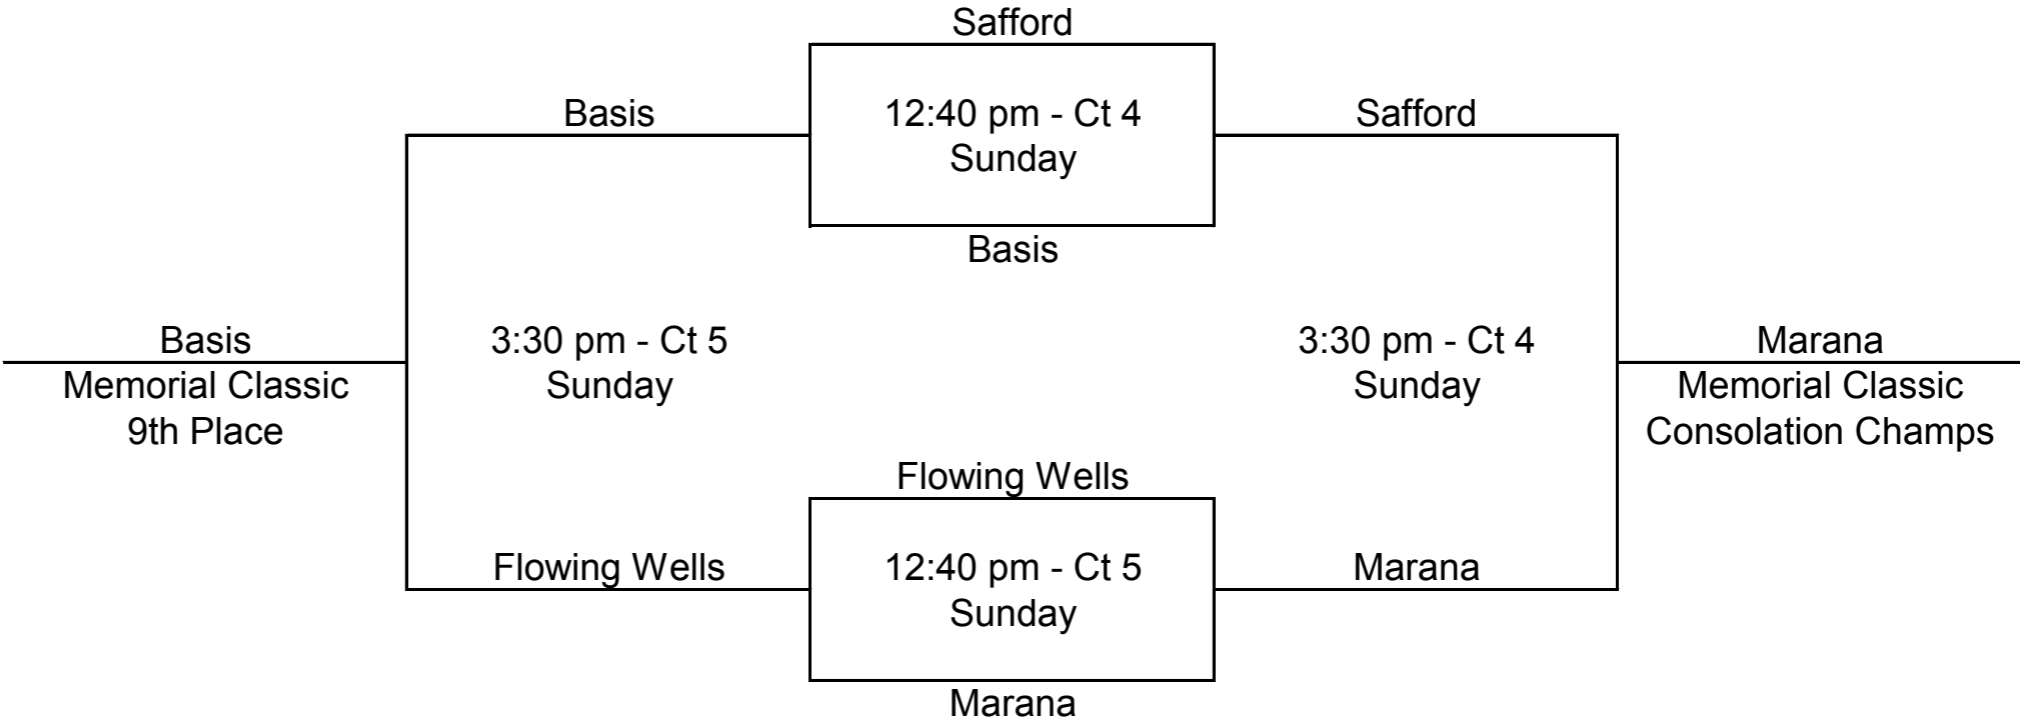 Safford
Basis
12:40 pm - Ct 4
Sunday
Safford
Basis
Basis
Memorial Classic
9th Place
3:30 pm - Ct 5
Sunday
3:30 pm - Ct 4
Sunday
Marana
Memorial Classic
Consolation Champs
Flowing Wells
Flowing Wells
12:40 pm - Ct 5
Sunday
Marana
Marana